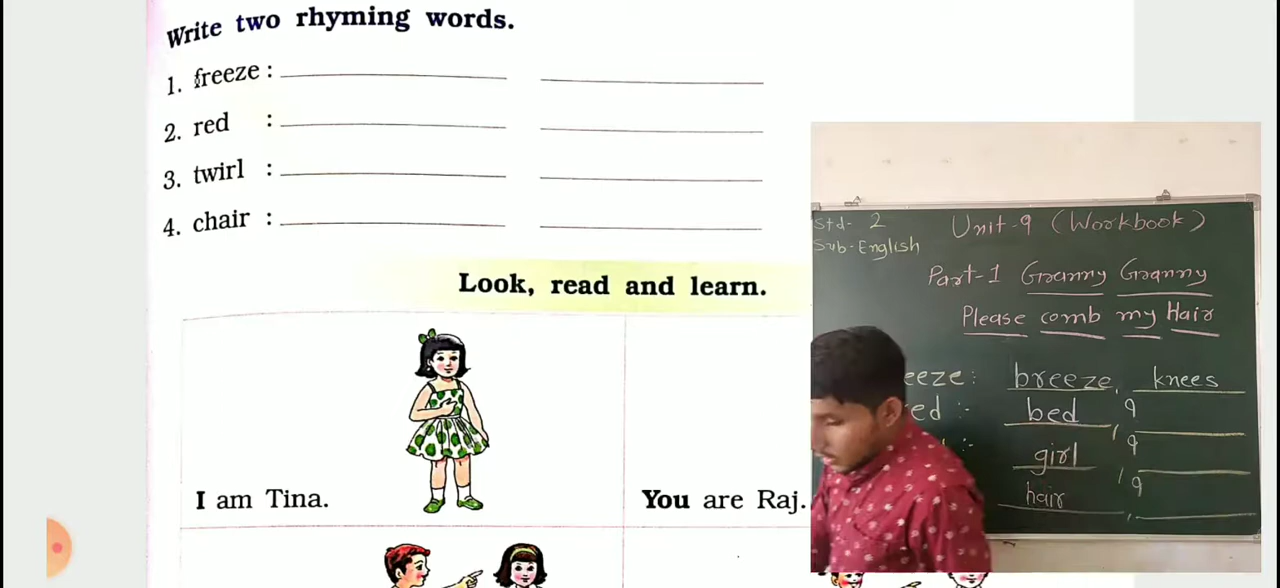 Write two rhyming words.
1. freeze :
2. red :
3. twirl :
4. chair :
Look, read and learn.
I am Tina.
You are Raj.
Std- 2
Sub-English
Unit-9 (Workbook)
Part-1 Granny Granny
Please comb my Hair
eeze: breeze, knees
ed :- bed,
:- girl,
hair,